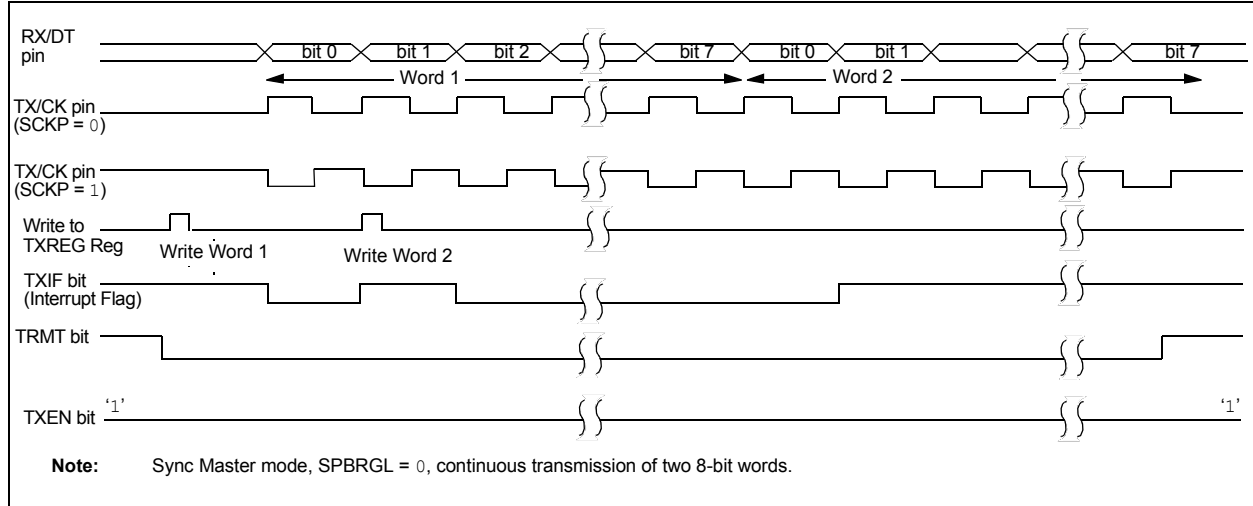 RX/DT
pin
bit 0 bit 1 bit 2 bit 7 bit 0 bit 1 bit 7
Word 1 Word 2
TX/CK pin
(SCKP = 0)
TX/CK pin
(SCKP = 1)
Write to
TXREG Reg
Write Word 1 Write Word 2
TXIF bit
(Interrupt Flag)
TRMT bit
‘1’ ‘1’
TXEN bit
Note: Sync Master mode, SPBRGL = 0, continuous transmission of two 8-bit words.